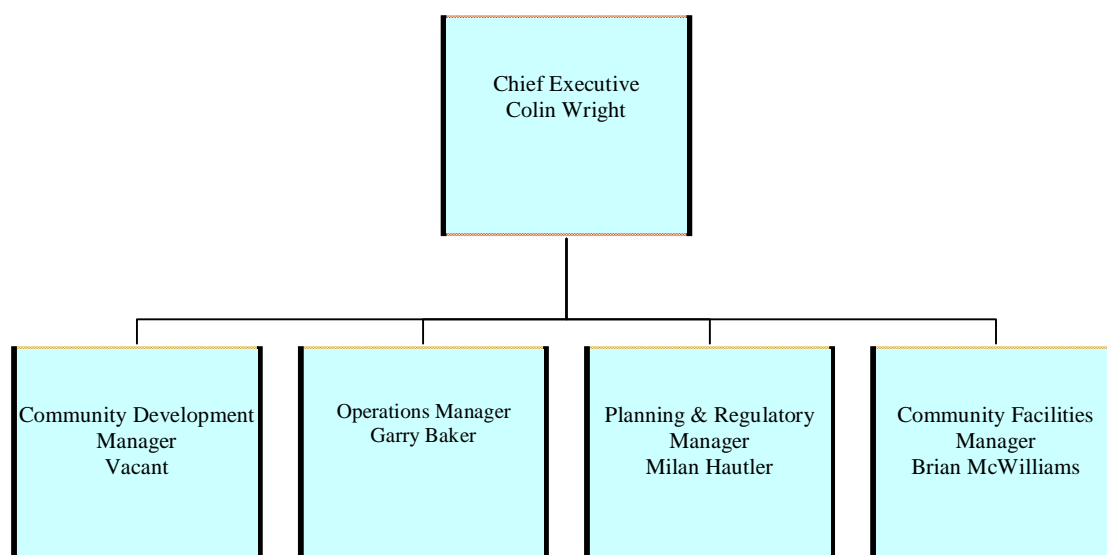 Chief Executive
Colin Wright
Community Development
Manager
Vacant
Operations Manager
Garry Baker
Planning & Regulatory
Manager
Milan Hautler
Community Facilities
Manager
Brian McWilliams